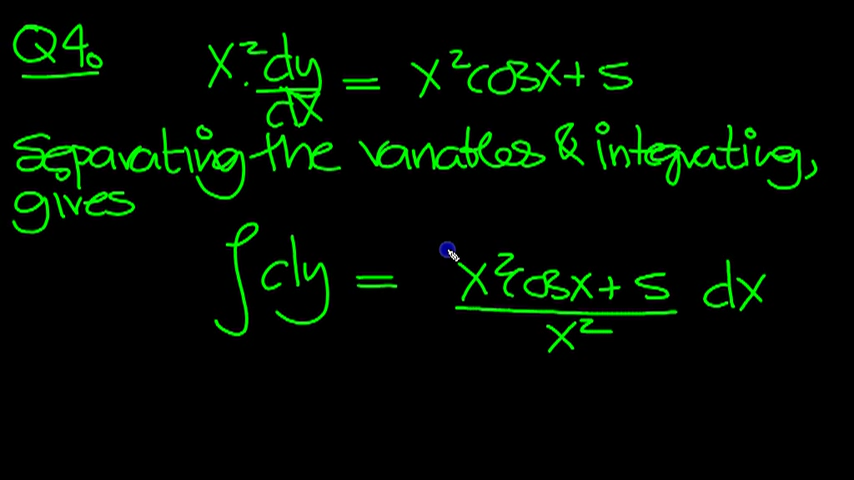 Q4. x². dy/dx = x²cosx + 5
Separating the variables & integrating,
gives
∫dy = x²cosx + 5 / x² dx